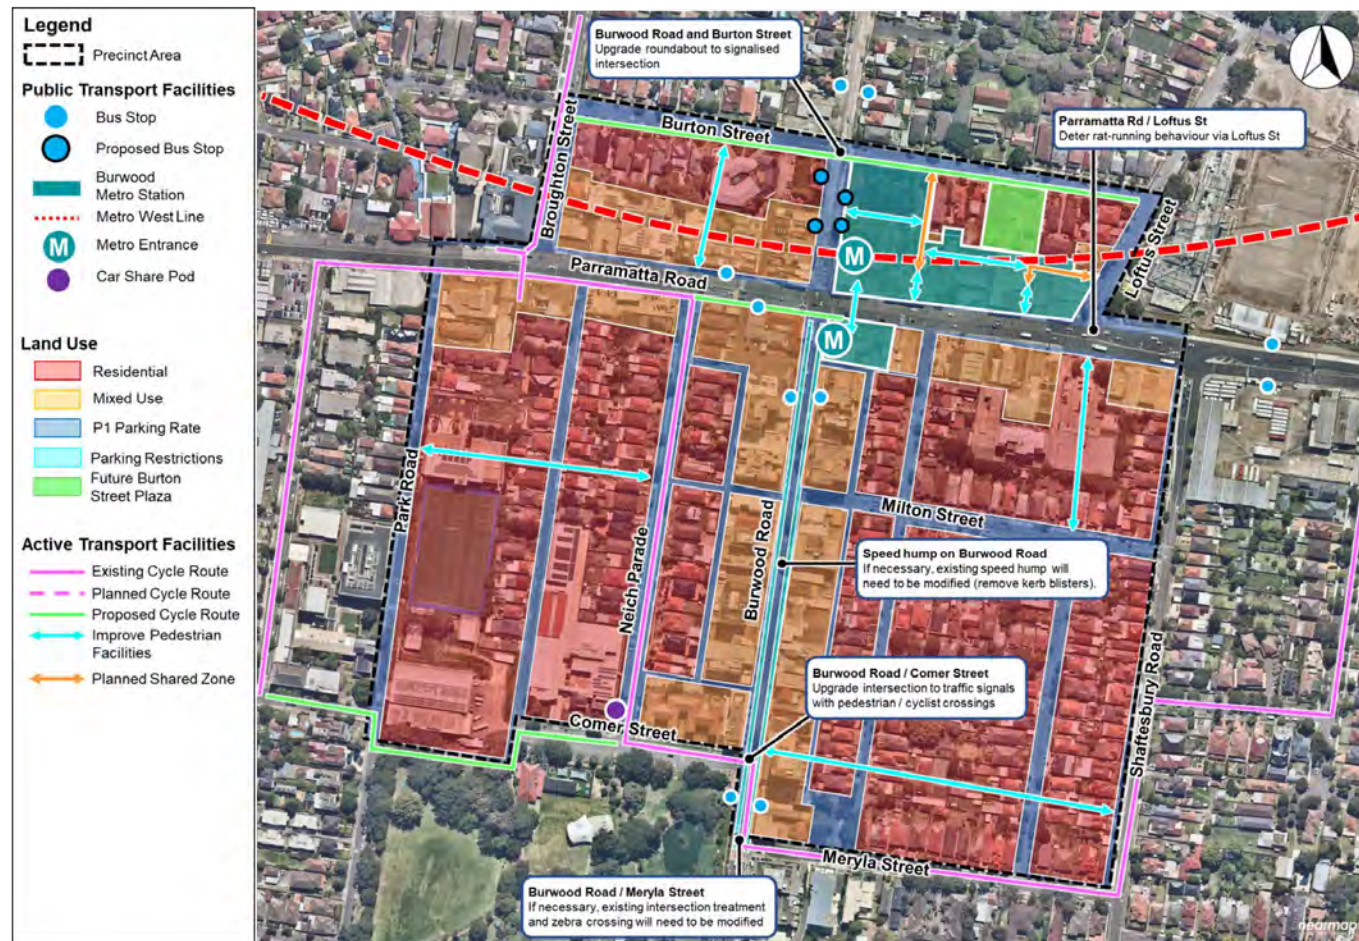 Legend
Precinct Area
Public Transport Facilities
Bus Stop
Proposed Bus Stop
Burwood
Metro Station
Metro West Line
M
Metro Entrance
Car Share Pod
Land Use
Residential
Mixed Use
P1 Parking Rate
Parking Restrictions
Future Burton
Street Plaza
Active Transport Facilities
Existing Cycle Route
Planned Cycle Route
Proposed Cycle Route
Improve Pedestrian
Facilities
Planned Shared Zone
Burwood Road and Burton Street
Upgrade roundabout to signalised
intersection
Parramatta Rd / Loftus St
Deter rat-running behaviour via Loftus St
Burton Street
Broughton Street
Loftus Street
Parramatta Road
M
M
Park Road
Neich Parade
Burwood Road
Milton Street
Speed hump on Burwood Road
If necessary, existing speed hump will
need to be modified (remove kerb blisters).
Shaftesbury Road
Burwood Road / Comer Street
Upgrade intersection to traffic signals
with pedestrian / cyclist crossings
Comer Street
Meryla Street
Burwood Road / Meryla Street
If necessary, existing intersection treatment
and zebra crossing will need to be modified
nearmap